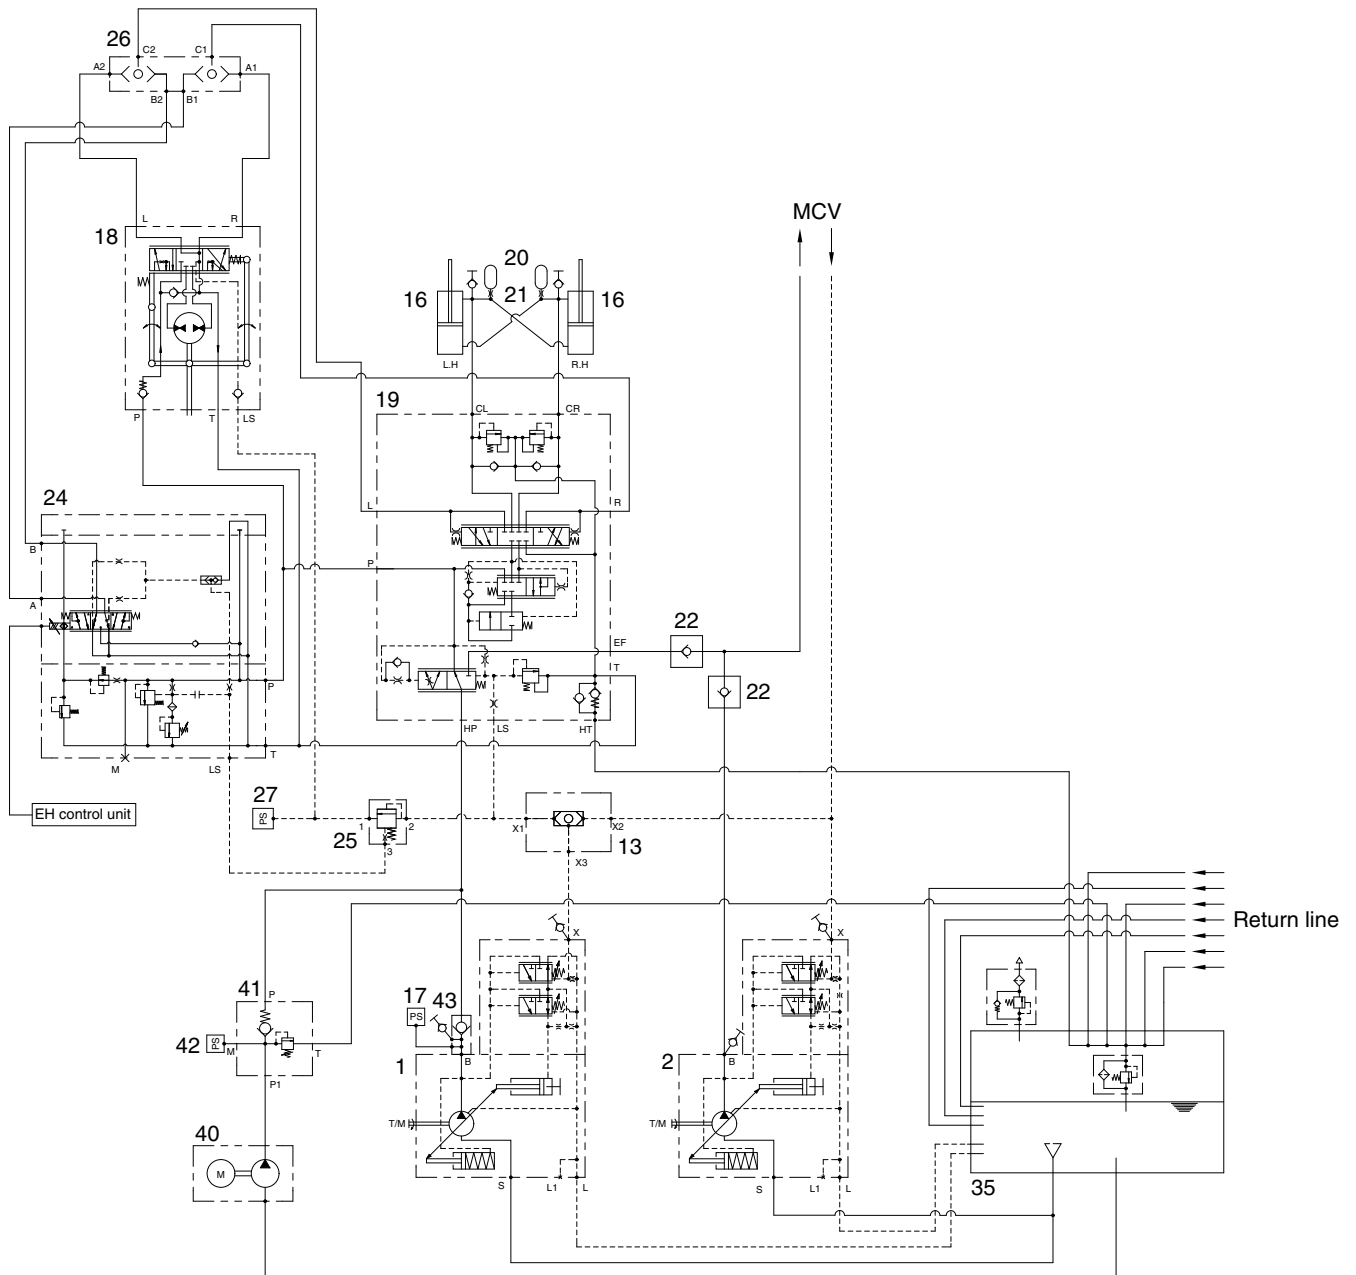 26
C2
C1
A2
A1
B2
B1
MCV
L
R
18
20
16
21
16
L.H
R.H
19
P
T
LS
CL
CR
24
L
R
B
P
A
22
EF
T
P
22
HP
LS
HT
T
M
LS
27
PS
EH control unit
1
2
25
3
X1
X2
13
X3
Return line
X
X
41
P
17
43
PS
42
PS
M
T
B
1
B
2
P1
T/M
T/M
40
M
S
L1
L
S
L1
L
35